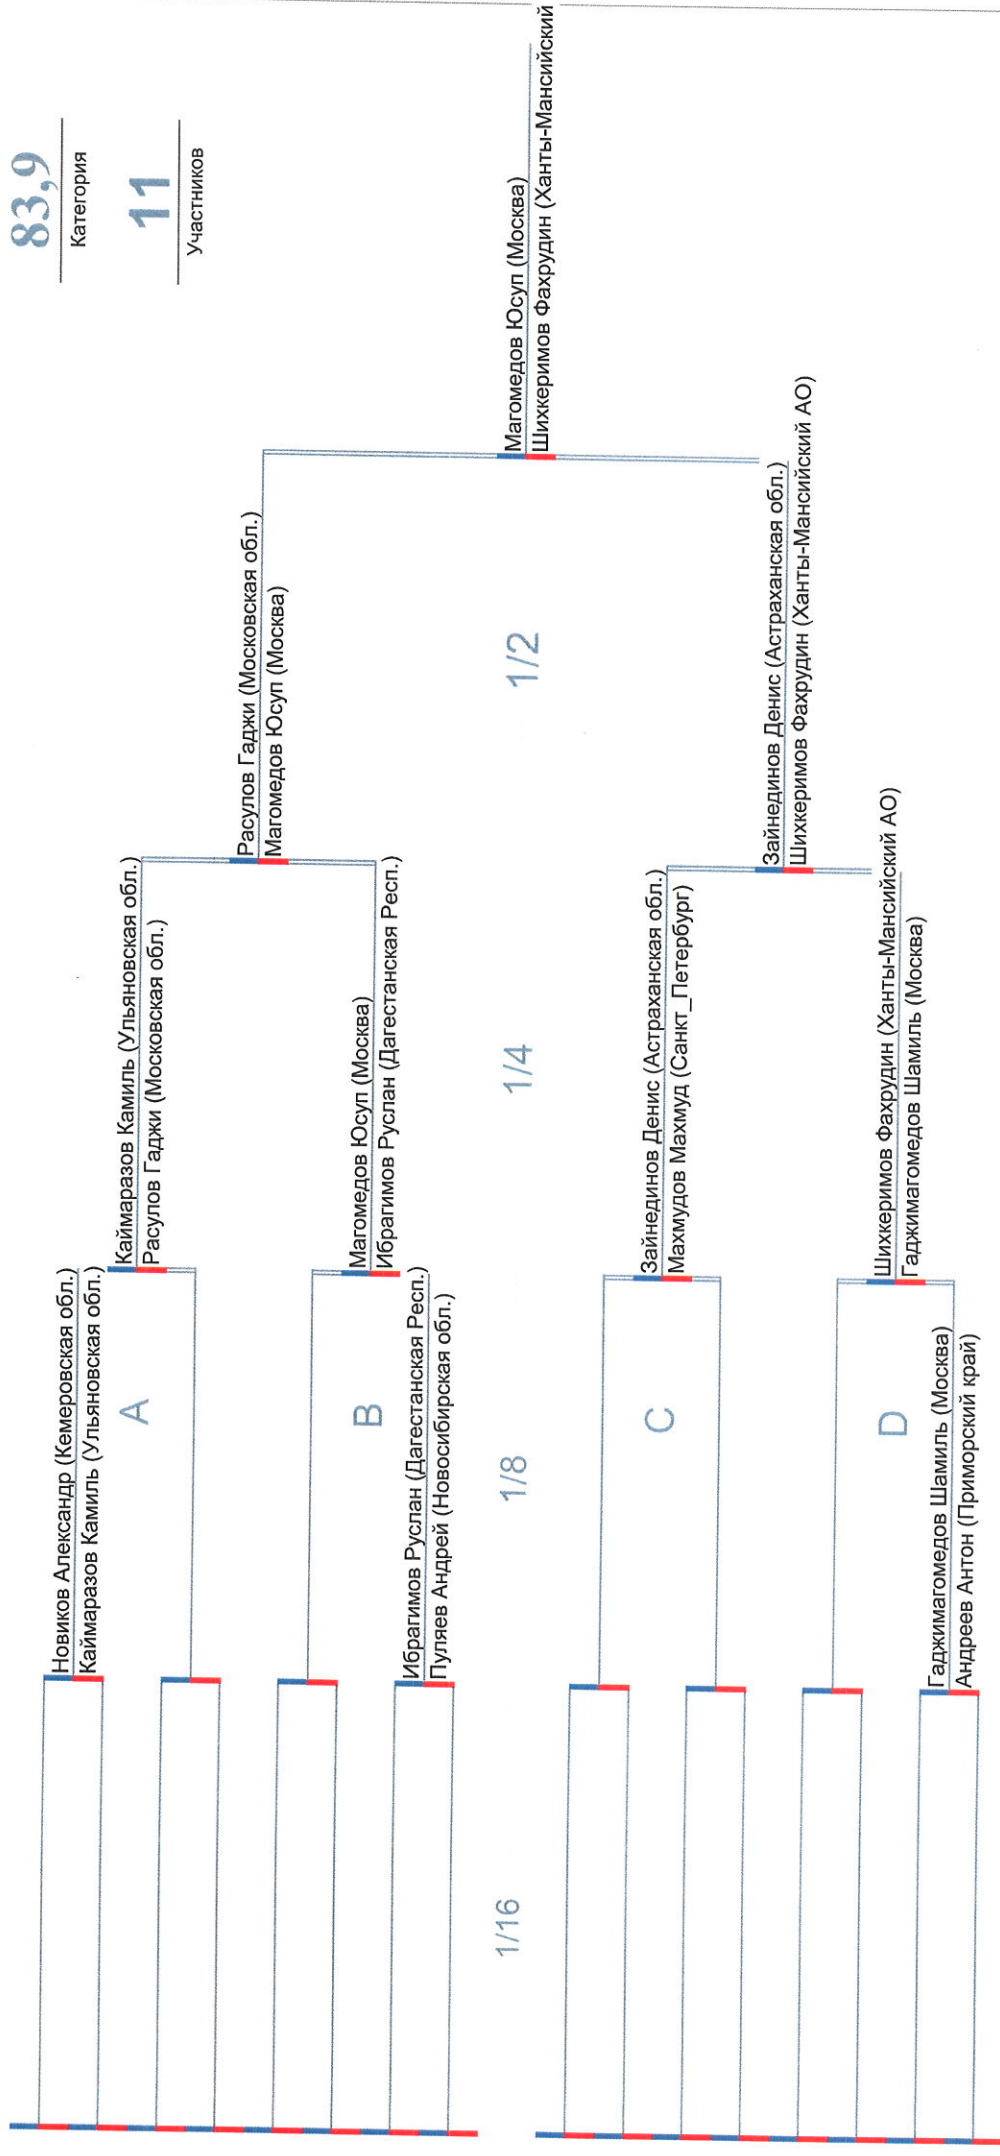 83,9
Категория
11
Участников
Новиков Александр (Кемеровская обл.)
Каймаразов Камиль (Ульяновская обл.)
A
Каймаразов Камиль (Ульяновская обл.)
Расулов Гаджи (Московская обл.)
Расулов Гаджи (Московская обл.)
Магомедов Юсуп (Москва)
B
Магомедов Юсуп (Москва)
Ибрагимов Руслан (Дагестанская Респ.)
Ибрагимов Руслан (Дагестанская Респ.)
Пуляев Андрей (Новосибирская обл.)
1/16
1/8
1/4
1/2
Магомедов Юсуп (Москва)
Шихкеримов Фахрудин (Ханты-Мансийский
C
Зайнединов Денис (Астраханская обл.)
Махмудов Махмуд (Санкт_Петербург)
Зайнединов Денис (Астраханская обл.)
Шихкеримов Фахрудин (Ханты-Мансийский АО)
D
Шихкеримов Фахрудин (Ханты-Мансийский АО)
Гаджимагомедов Шамиль (Москва)
Гаджимагомедов Шамиль (Москва)
Андреев Антон (Приморский край)